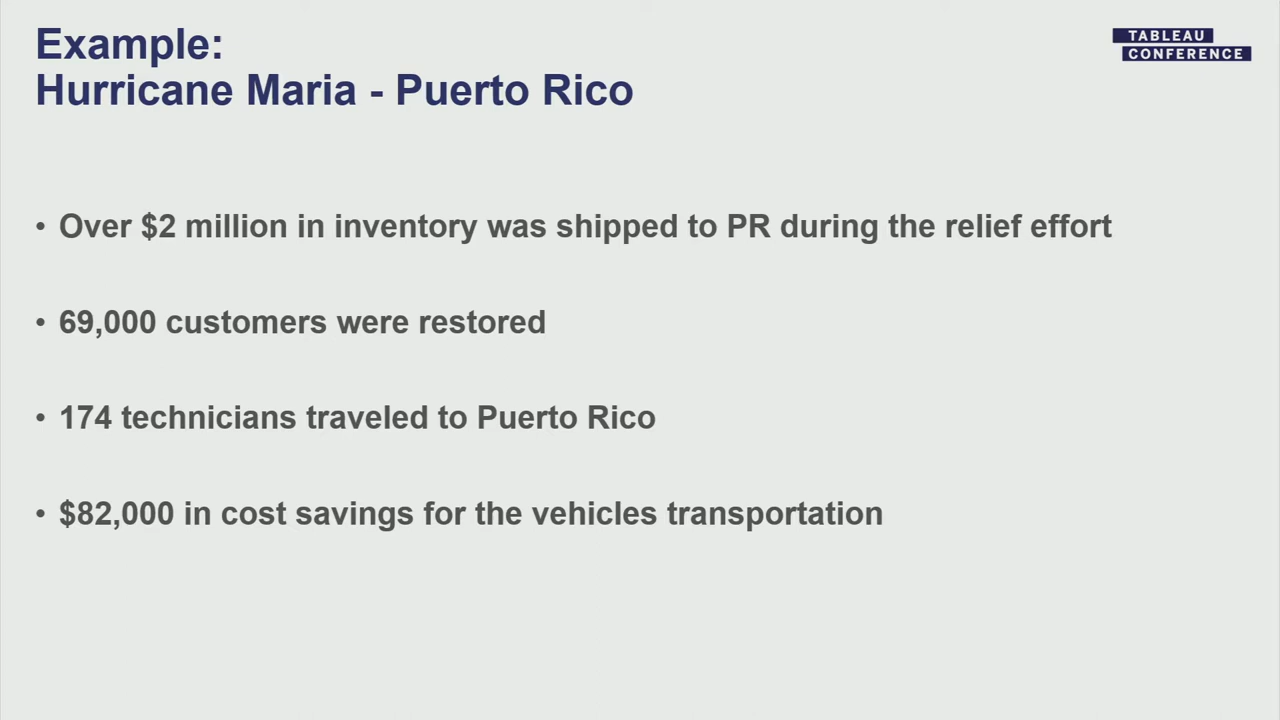 Example:
Hurricane Maria - Puerto Rico
TABLEAU
CONFERENCE
• Over $2 million in inventory was shipped to PR during the relief effort
• 69,000 customers were restored
• 174 technicians traveled to Puerto Rico
• $82,000 in cost savings for the vehicles transportation